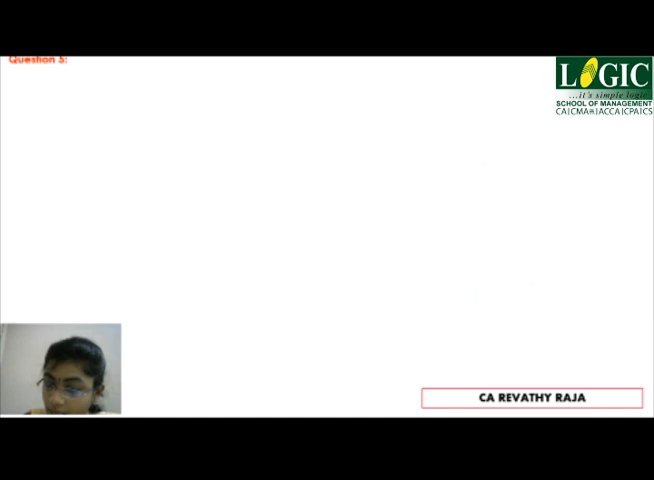 Question 5:
LOGIC
...it's simple logic
SCHOOL OF MANAGEMENT
CA|CMA|ACCA|CPA|CS
CA REVATHY RAJA